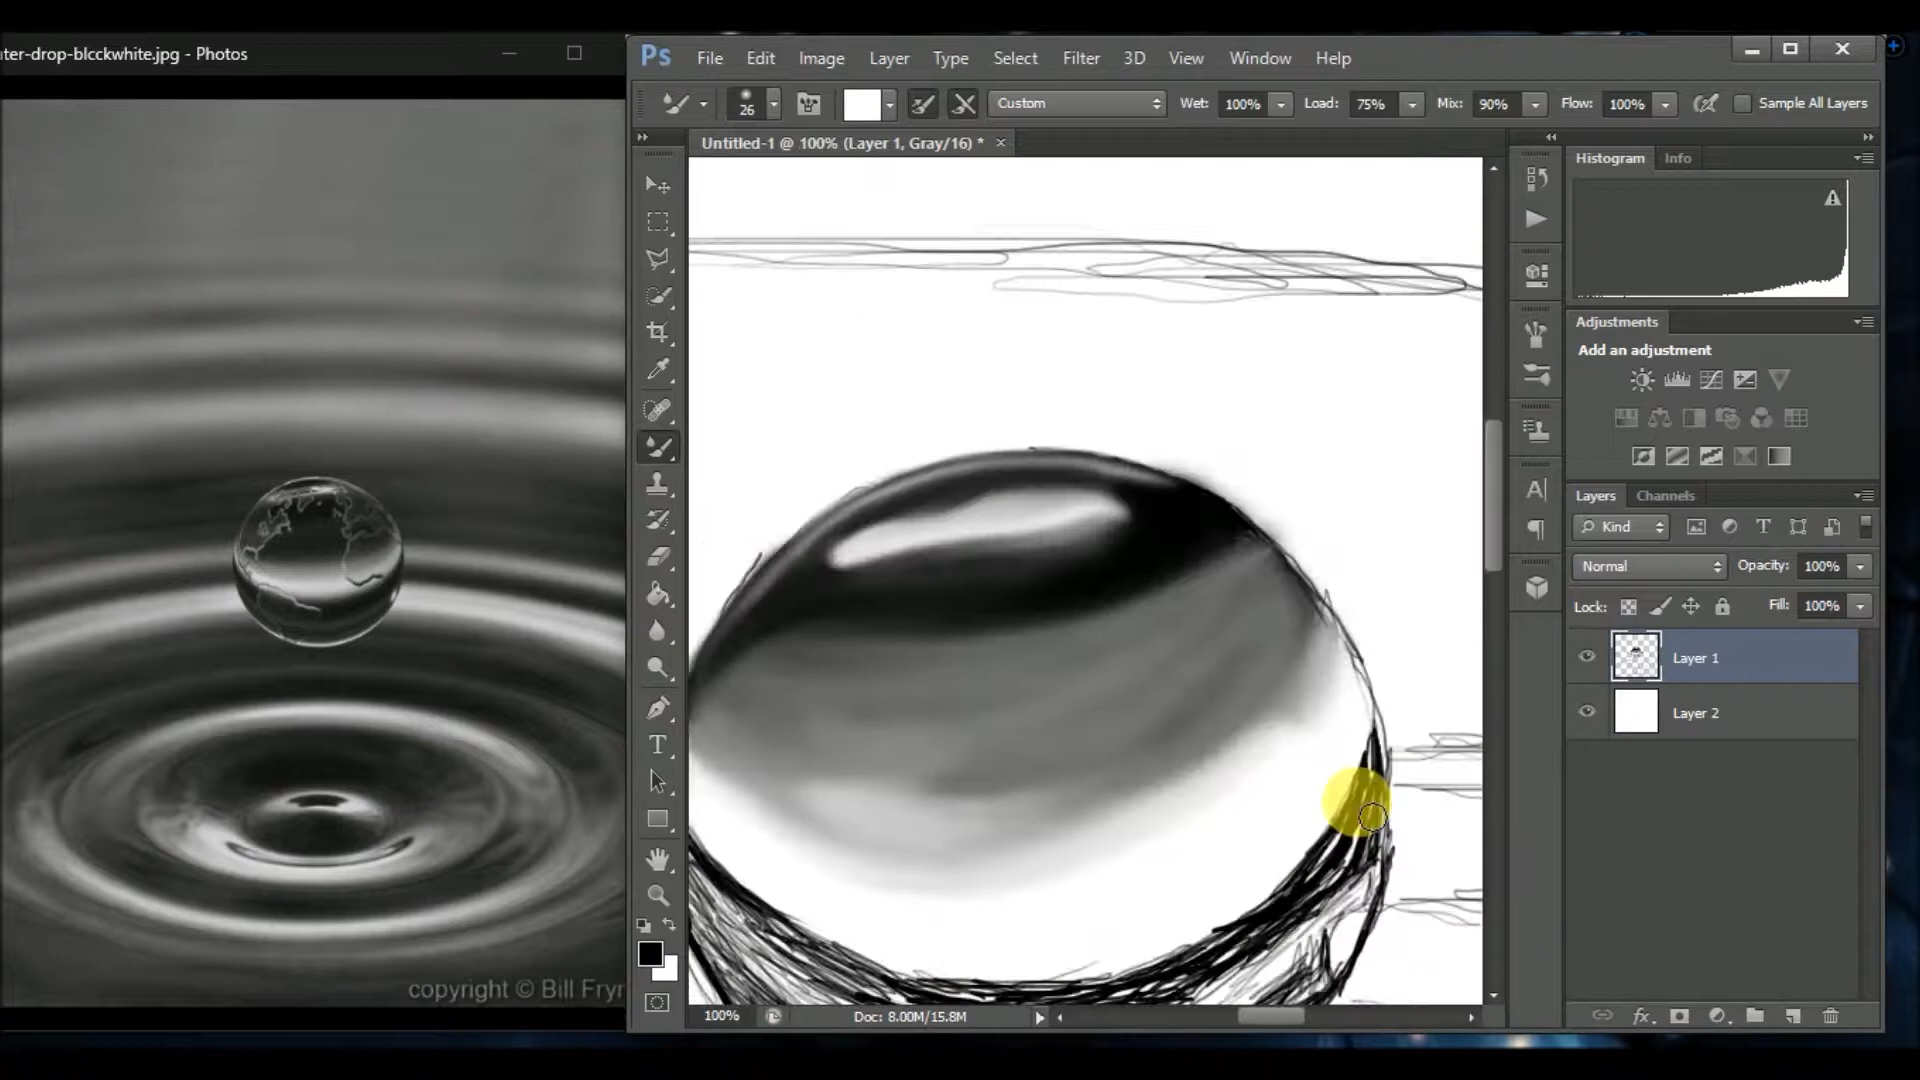 ter-drop-blcckwhite.jpg - Photos
Ps File Edit Image Layer Type Select Filter 3D View Window Help
26 Custom Wet: 100% Load: 75% Mix: 90% Flow: 100% Sample All Layers
Untitled-1 @ 100% (Layer 1, Gray/16) *
Histogram Info
Adjustments
Add an adjustment
Layers Channels
Kind
Normal Opacity: 100%
Lock: Fill: 100%
Layer 1
Layer 2
copyright © Bill Fry
100% Doc: 8.00M/15.8M